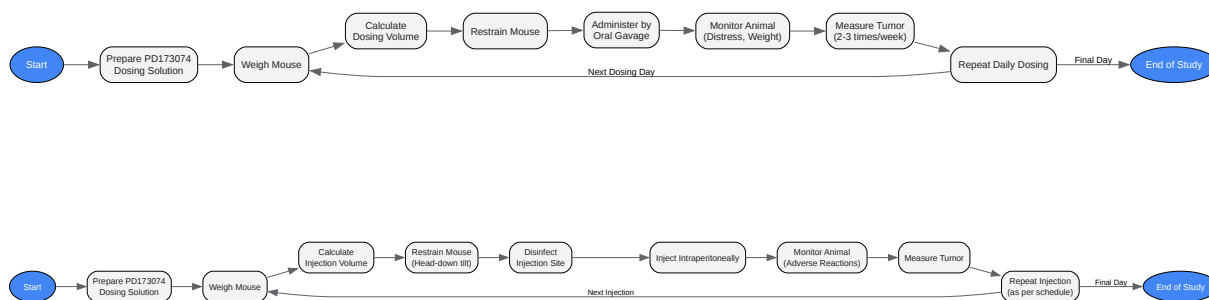 Start
Prepare PD173074
Dosing Solution
Weigh Mouse
Calculate
Dosing Volume
Restrain Mouse
Administer by
Oral Gavage
Monitor Animal
(Distress, Weight)
Measure Tumor
(2-3 times/week)
Repeat Daily Dosing
Next Dosing Day
Final Day
End of Study
Start
Prepare PD173074
Dosing Solution
Weigh Mouse
Calculate
Injection Volume
Restrain Mouse
(Head-down tilt)
Disinfect
Injection Site
Inject Intraperitoneally
Monitor Animal
(Adverse Reactions)
Measure Tumor
Repeat Injection
(as per schedule)
Next Injection
Final Day
End of Study